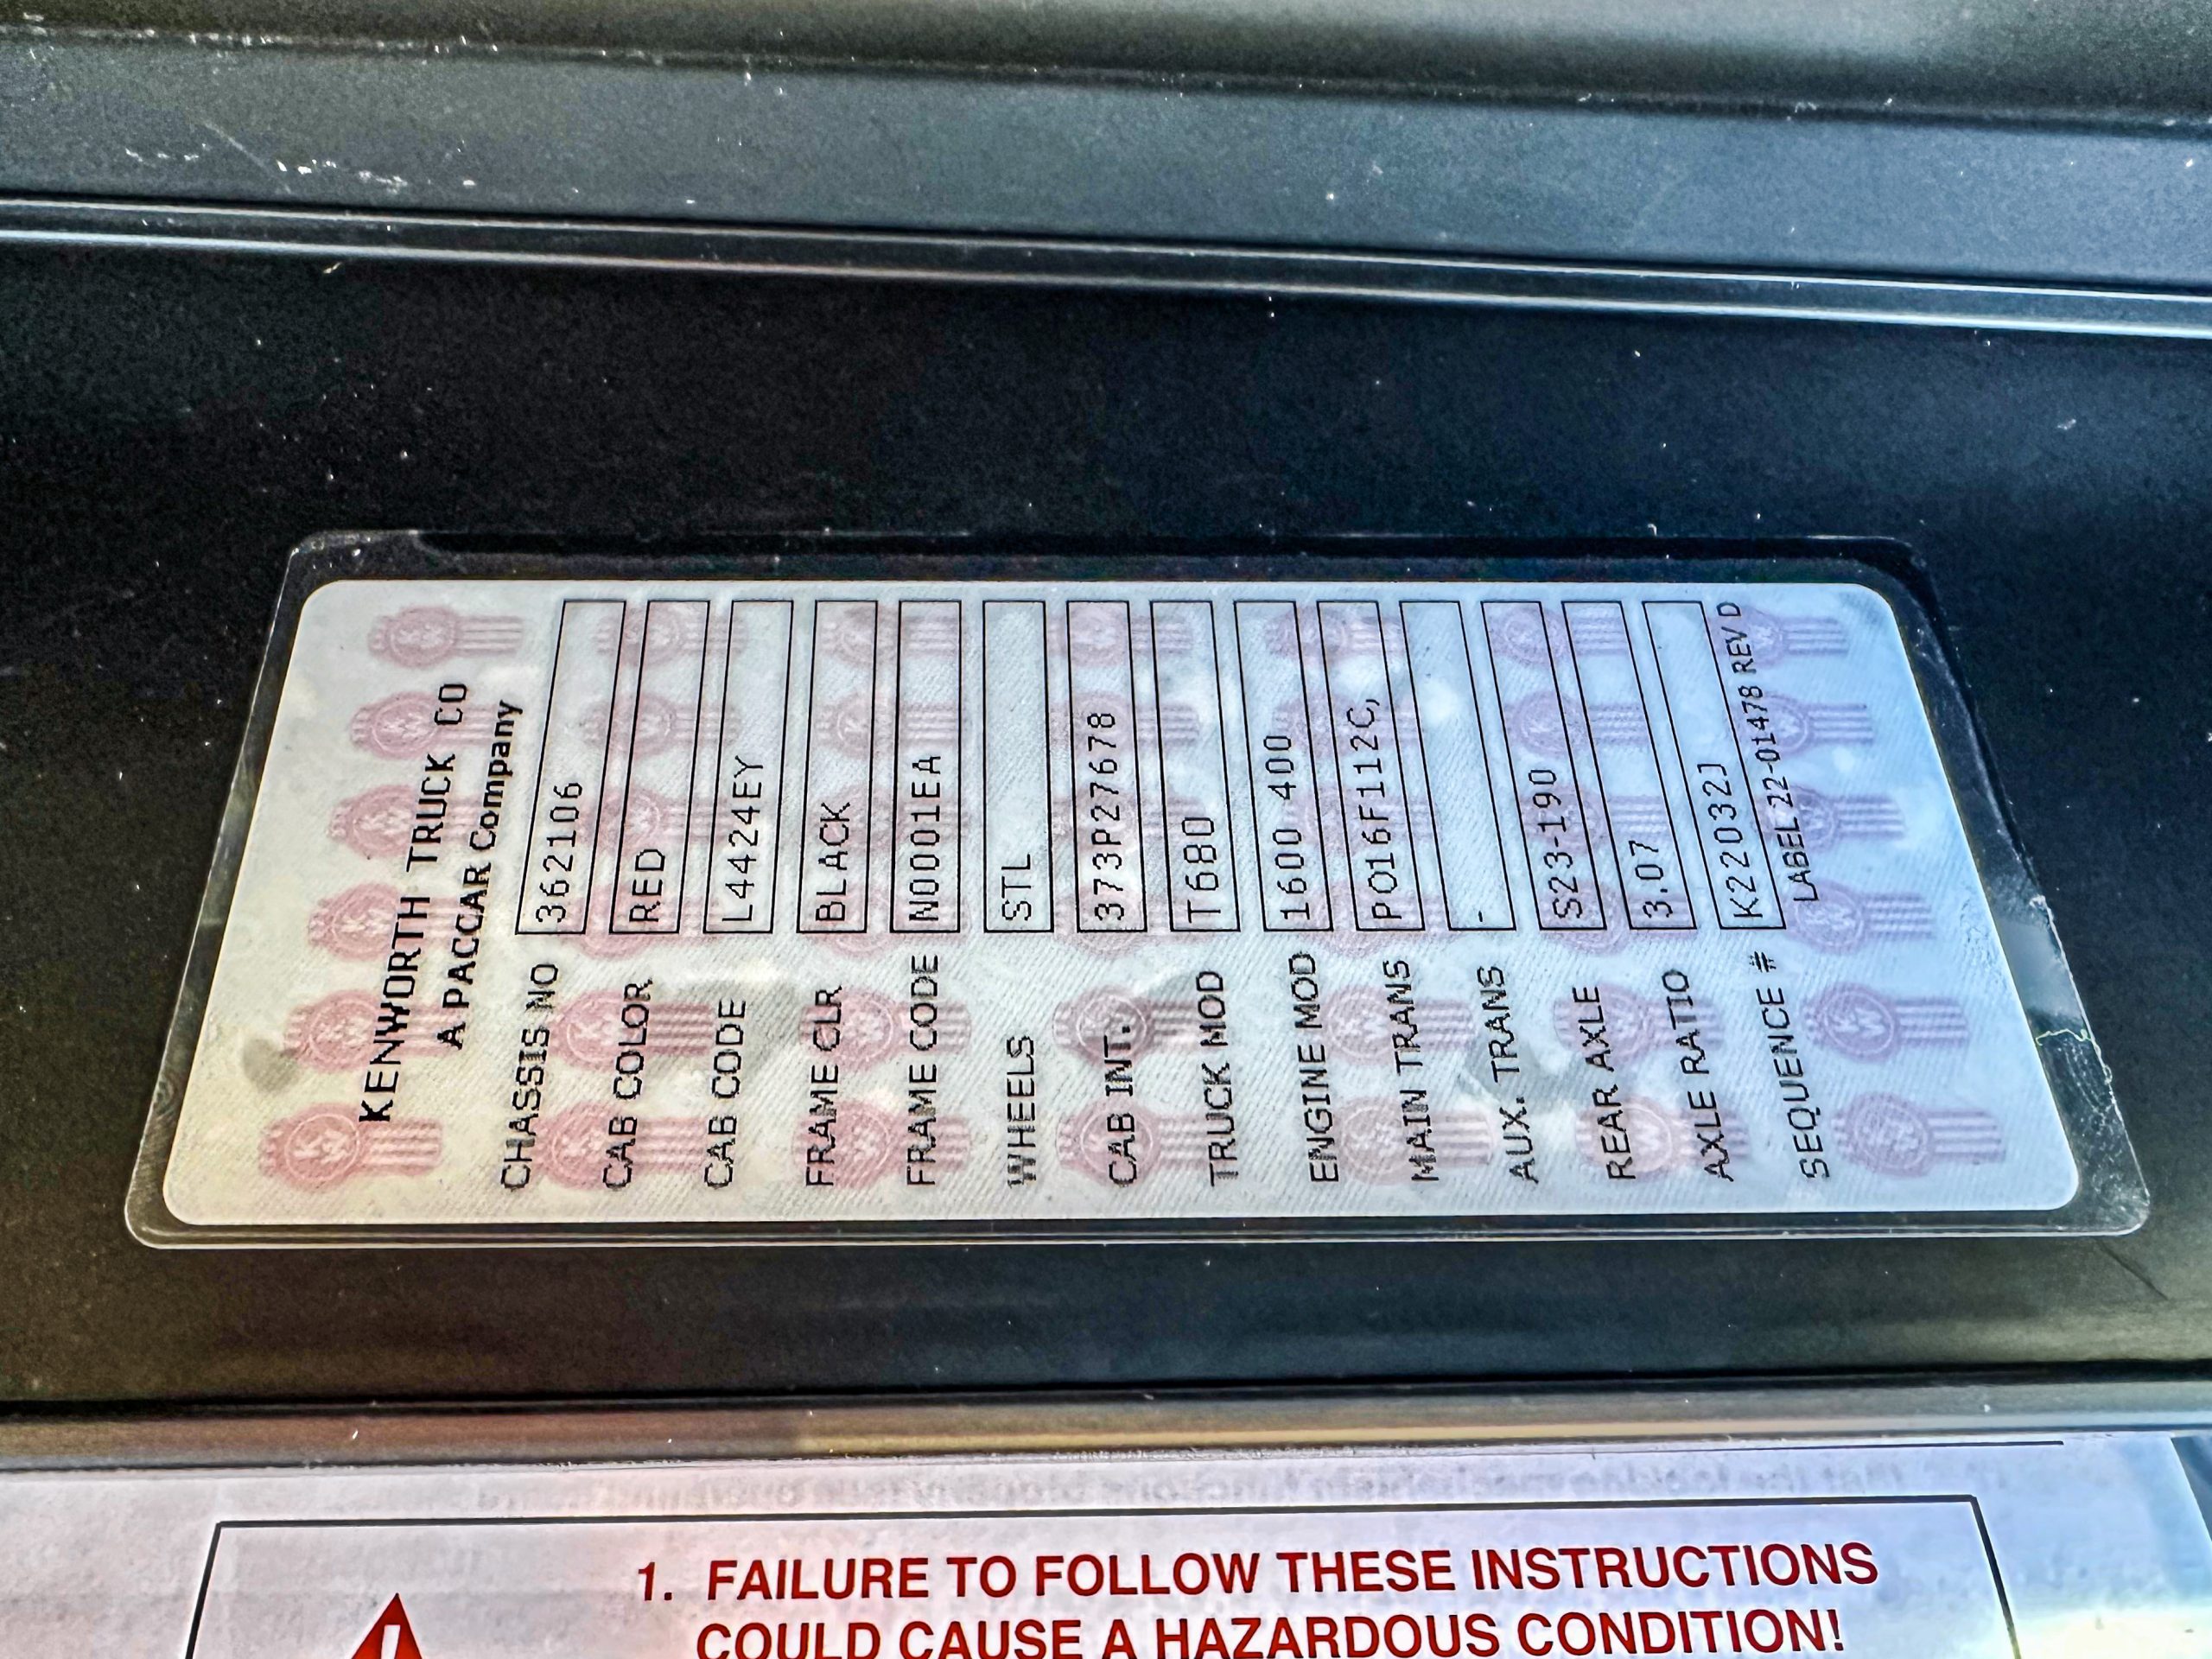 KENWORTH TRUCK CO
A PACCAR Company
CHASSIS NO 362106
CAB COLOR RED
CAB CODE L4424EY
FRAME CLR BLACK
FRAME CODE N0001EA
WHEELS STL
CAB INT. 373P27678
TRUCK MOD T680
ENGINE MOD 1600 400
MAIN TRANS PO16F112C,
AUX. TRANS -
REAR AXLE S23-190
AXLE RATIO 3.07
SEQUENCE # K22032J
LABEL 22-01478 REV D
1. FAILURE TO FOLLOW THESE INSTRUCTIONS
COULD CAUSE A HAZARDOUS CONDITION!